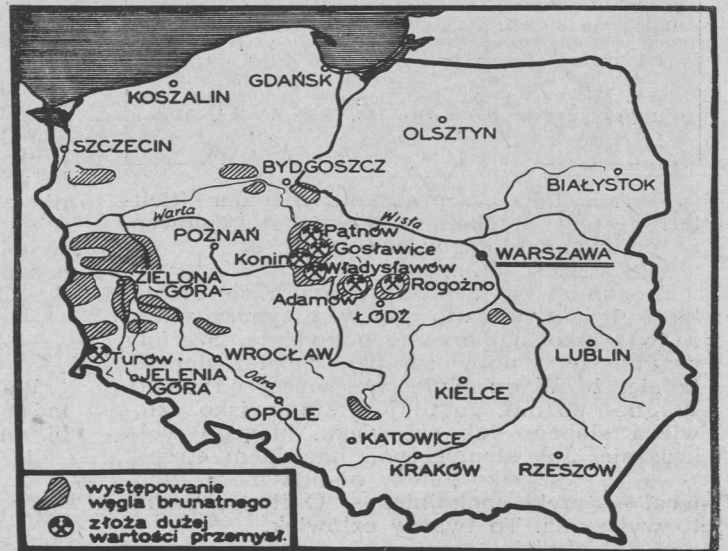 GDAŃSK
KOSZALIN
OLSZTYN
SZCZECIN
BYDGOSZCZ
BIAŁYSTOK
Warta
Wisła
POZNAŃ
Pątnów
Gosławice
Konin
WARSZAWA
Władysławów
ZIELONA
GÓRA
Rogoźno
Adamów
ŁÓDŹ
Turów
WROCŁAW
LUBLIN
JELENIA
GÓRA
Odra
KIELCE
OPOLE
KATOWICE
KRAKÓW
RZESZÓW
występowanie
węgla brunatnego
złoża dużej
wartości przemysł.